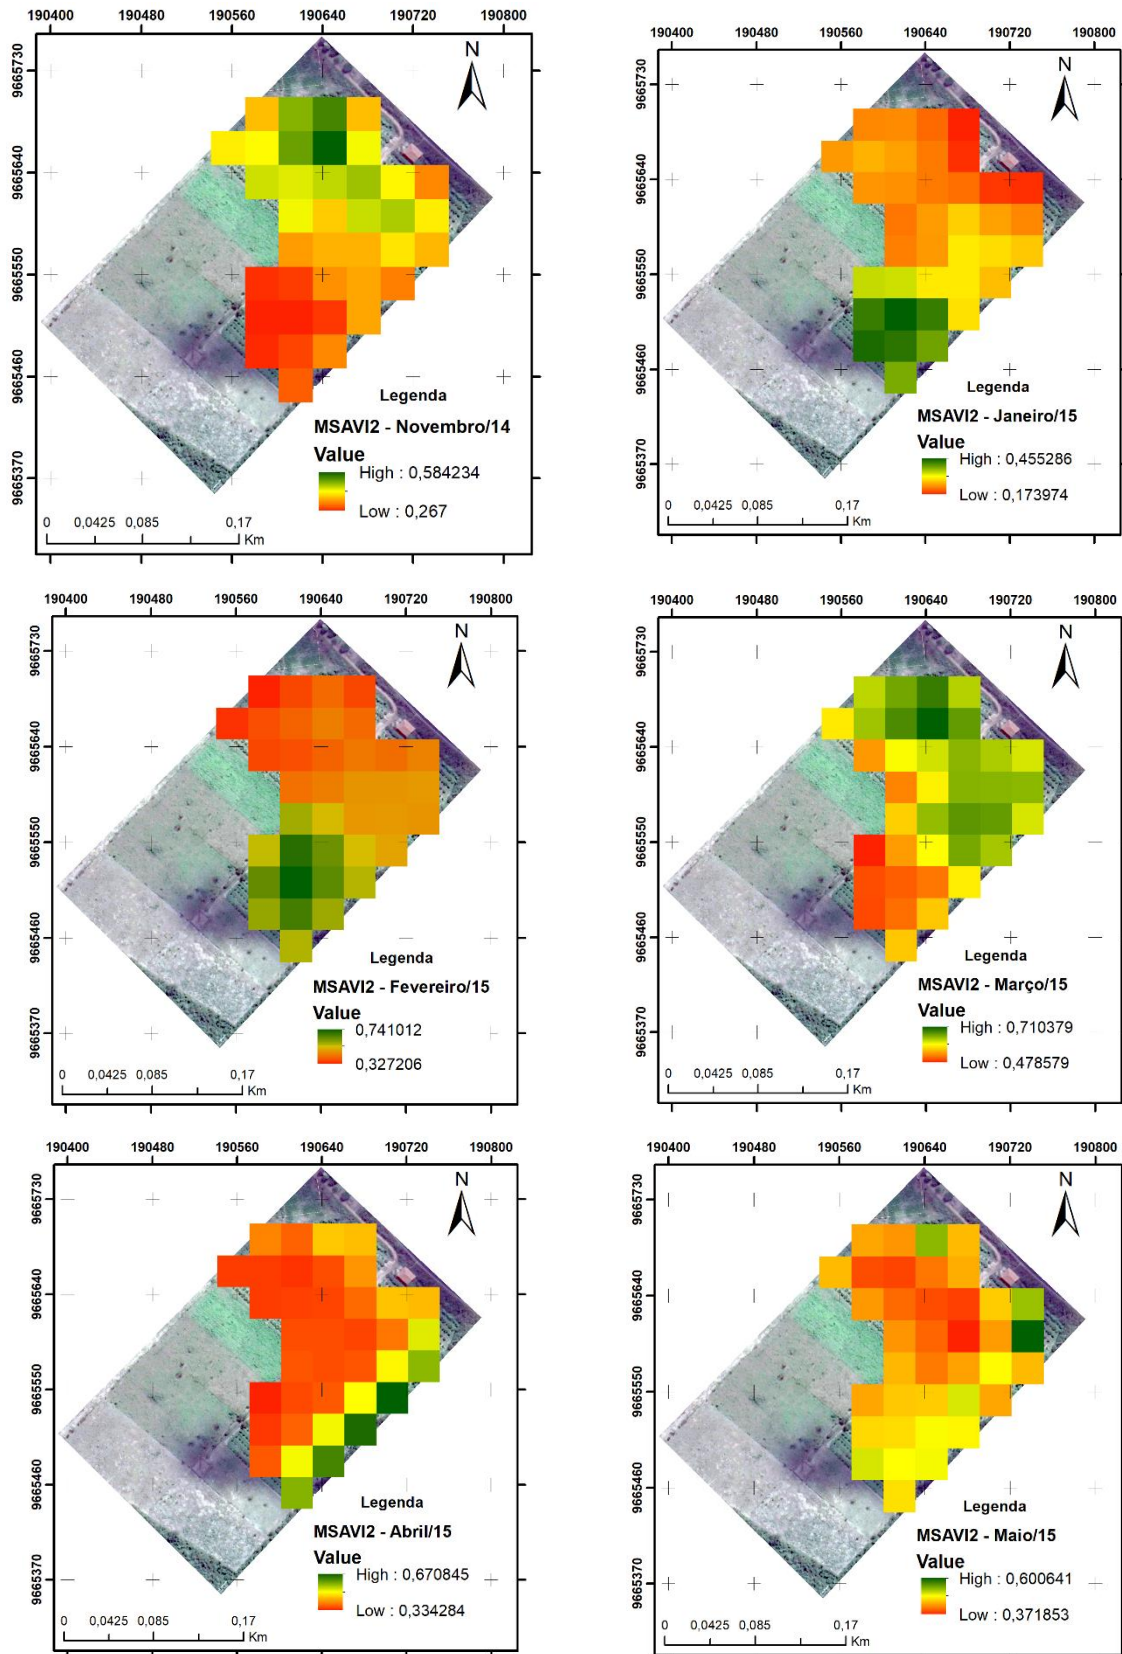 190400 190480 190560 190640 190720 190800
N
9665730
9665640
9665550
9665460
9665370
Legenda
MSAVI2 - Novembro/14
Value
High : 0,584234
Low : 0,267
0 0,0425 0,085 0,17
Km
190400 190480 190560 190640 190720 190800
N
9665730
9665640
9665550
9665460
9665370
Legenda
MSAVI2 - Janeiro/15
Value
High : 0,455286
Low : 0,173974
0 0,0425 0,085 0,17
Km
190400 190480 190560 190640 190720 190800
N
9665730
9665640
9665550
9665460
9665370
Legenda
MSAVI2 - Fevereiro/15
Value
0,741012
0,327206
0 0,0425 0,085 0,17
Km
190400 190480 190560 190640 190720 190800
N
9665730
9665640
9665550
9665460
9665370
Legenda
MSAVI2 - Março/15
Value
High : 0,710379
Low : 0,478579
0 0,0425 0,085 0,17
Km
190400 190480 190560 190640 190720 190800
N
9665730
9665640
9665550
9665460
9665370
Legenda
MSAVI2 - Abril/15
Value
High : 0,670845
Low : 0,334284
0 0,0425 0,085 0,17
Km
190400 190480 190560 190640 190720 190800
N
9665730
9665640
9665550
9665460
9665370
Legenda
MSAVI2 - Maio/15
Value
High : 0,600641
Low : 0,371853
0 0,0425 0,085 0,17
Km